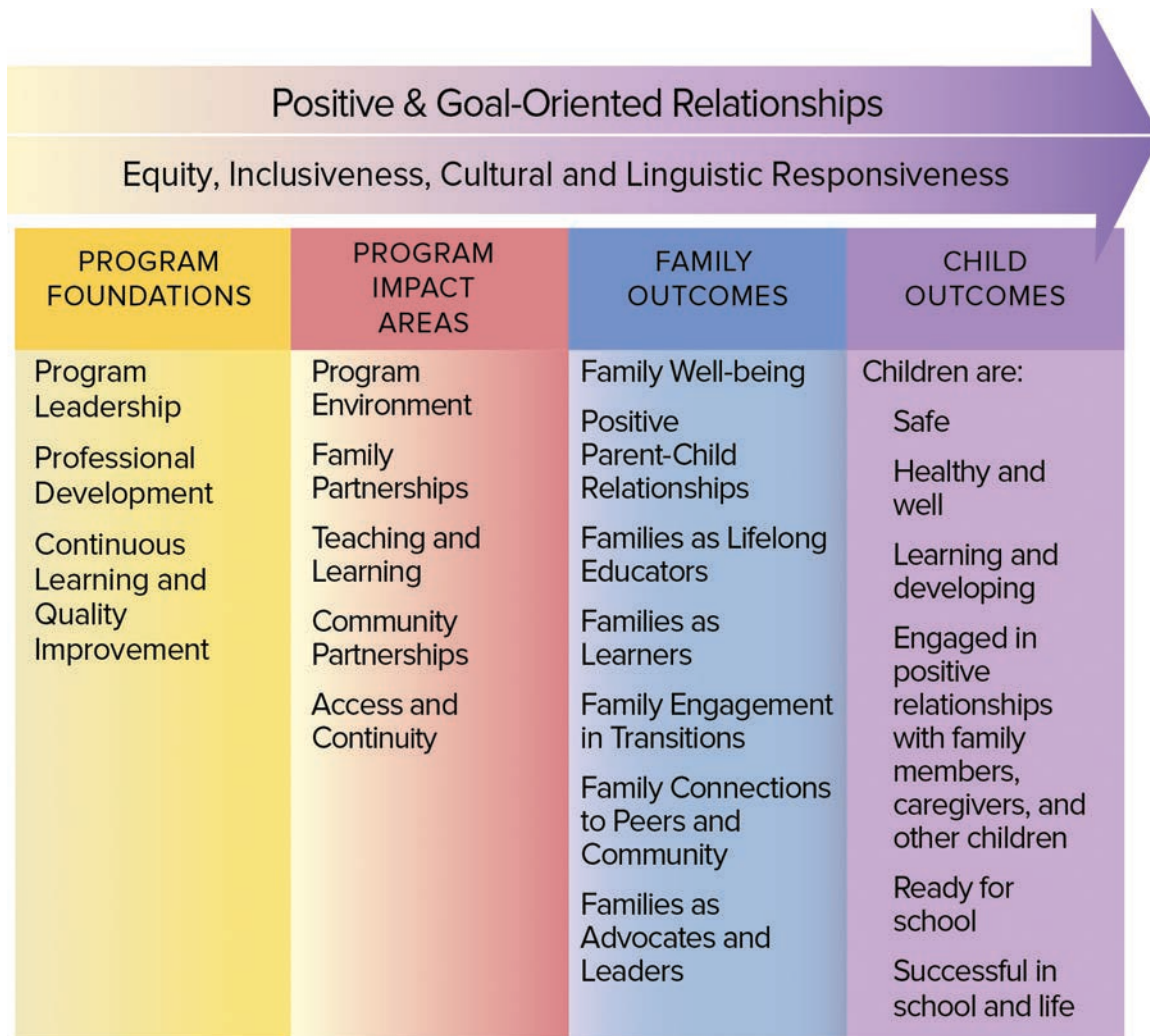 Positive & Goal-Oriented Relationships
Equity, Inclusiveness, Cultural and Linguistic Responsiveness
PROGRAM
FOUNDATIONS
Program
Leadership
Professional
Development
Continuous
Learning and
Quality
Improvement
PROGRAM
IMPACT
AREAS
Program
Environment
Family
Partnerships
Teaching and
Learning
Community
Partnerships
Access and
Continuity
FAMILY
OUTCOMES
Family Well-being
Positive
Parent-Child
Relationships
Families as Lifelong
Educators
Families as
Learners
Family Engagement
in Transitions
Family Connections
to Peers and
Community
Families as
Advocates and
Leaders
CHILD
OUTCOMES
Children are:
Safe
Healthy and
well
Learning and
developing
Engaged in
positive
relationships
with family
members,
caregivers, and
other children
Ready for
school
Successful in
school and life